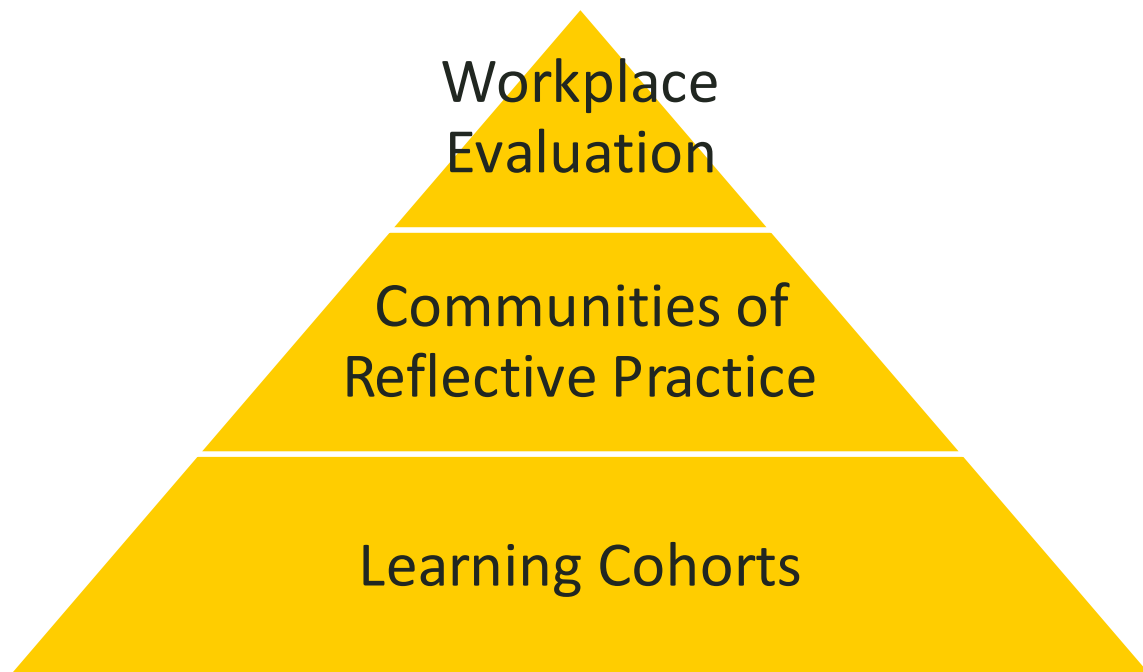 Workplace
Evaluation
Communities of
Reflective Practice
Learning Cohorts